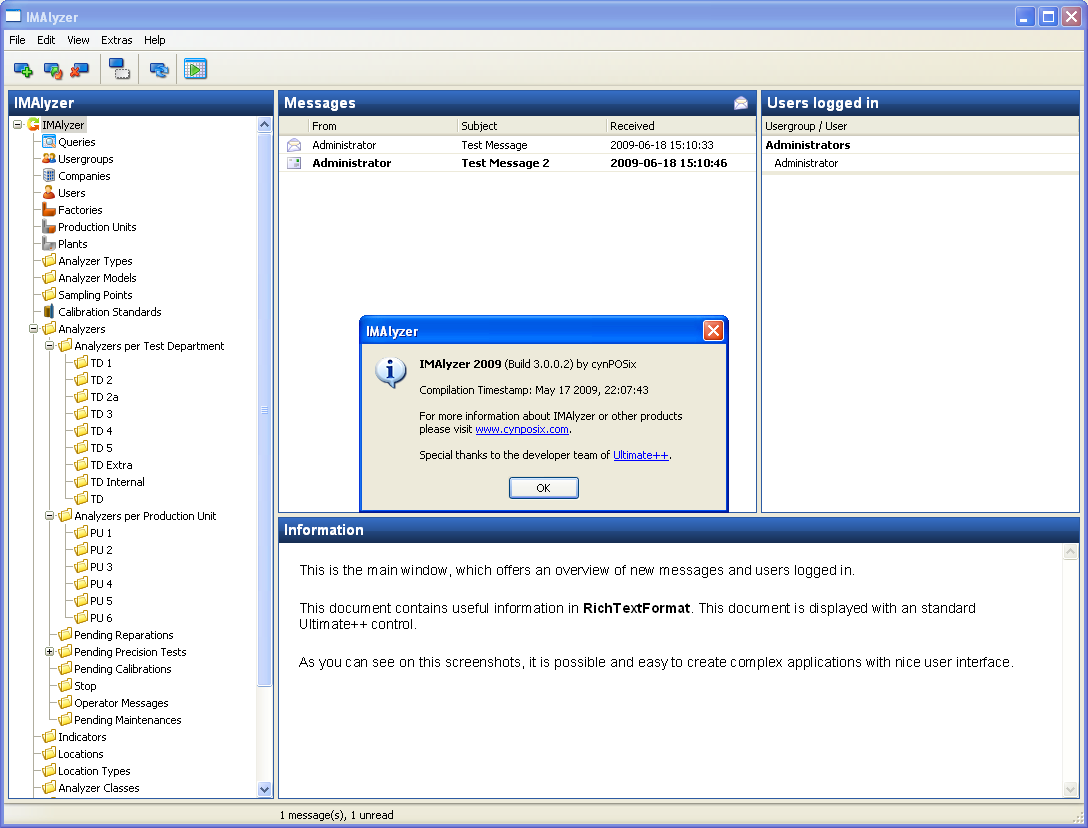 IMAlyzer
File Edit View Extras Help
IMAlyzer
IMAlyzer
Queries
Usergroups
Companies
Users
Factories
Production Units
Plants
Analyzer Types
Analyzer Models
Sampling Points
Calibration Standards
Analyzers
Analyzers per Test Department
TD 1
TD 2
TD 2a
TD 3
TD 4
TD 5
TD Extra
TD Internal
TD
Analyzers per Production Unit
PU 1
PU 2
PU 3
PU 4
PU 5
PU 6
Pending Reparations
Pending Precision Tests
Pending Calibrations
Stop
Operator Messages
Pending Maintenances
Indicators
Locations
Location Types
Analyzer Classes
Messages
From Subject Received
Administrator Test Message 2009-06-18 15:10:33
Administrator Test Message 2 2009-06-18 15:10:46
Users logged in
Usergroup / User
Administrators
Administrator
IMAlyzer
IMAlyzer 2009 (Build 3.0.0.2) by cynPOSix
Compilation Timestamp: May 17 2009, 22:07:43
For more information about IMAlyzer or other products
please visit www.cynposix.com.
Special thanks to the developer team of Ultimate++.
OK
Information
This is the main window, which offers an overview of new messages and users logged in.
This document contains useful information in RichTextFormat. This document is displayed with an standard
Ultimate++ control.
As you can see on this screenshots, it is possible and easy to create complex applications with nice user interface.
1 message(s), 1 unread